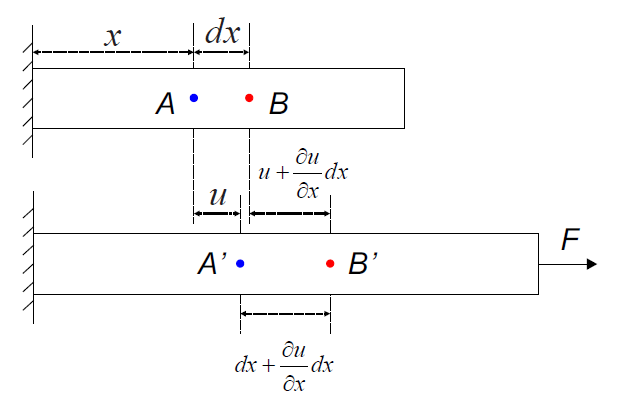 x dx
A B
u + ∂u/∂x dx
u
F
A' B'
dx + ∂u/∂x dx